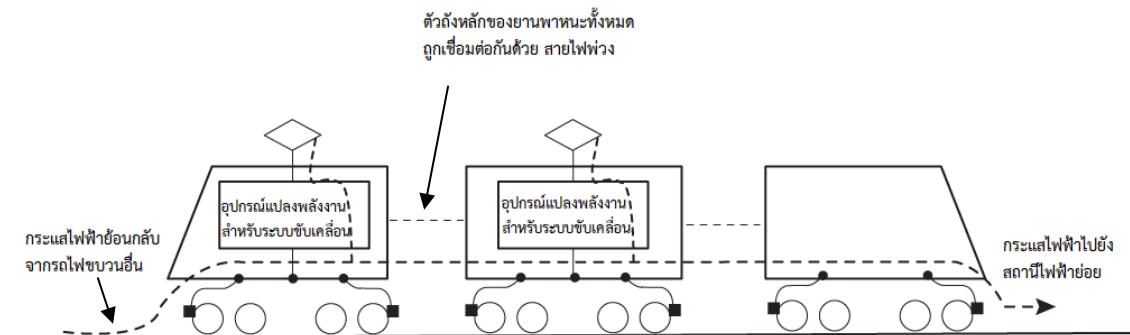 ตัวถังหลักของยานพาหนะทั้งหมด
ถูกเชื่อมต่อกันด้วย สายไฟพ่วง
อุปกรณ์แปลงพลังงาน
สำหรับระบบขับเคลื่อน
อุปกรณ์แปลงพลังงาน
สำหรับระบบขับเคลื่อน
กระแสไฟฟ้าย้อนกลับ
จากรถไฟขบวนอื่น
กระแสไฟฟ้าไปยัง
สถานีไฟฟ้าย่อย